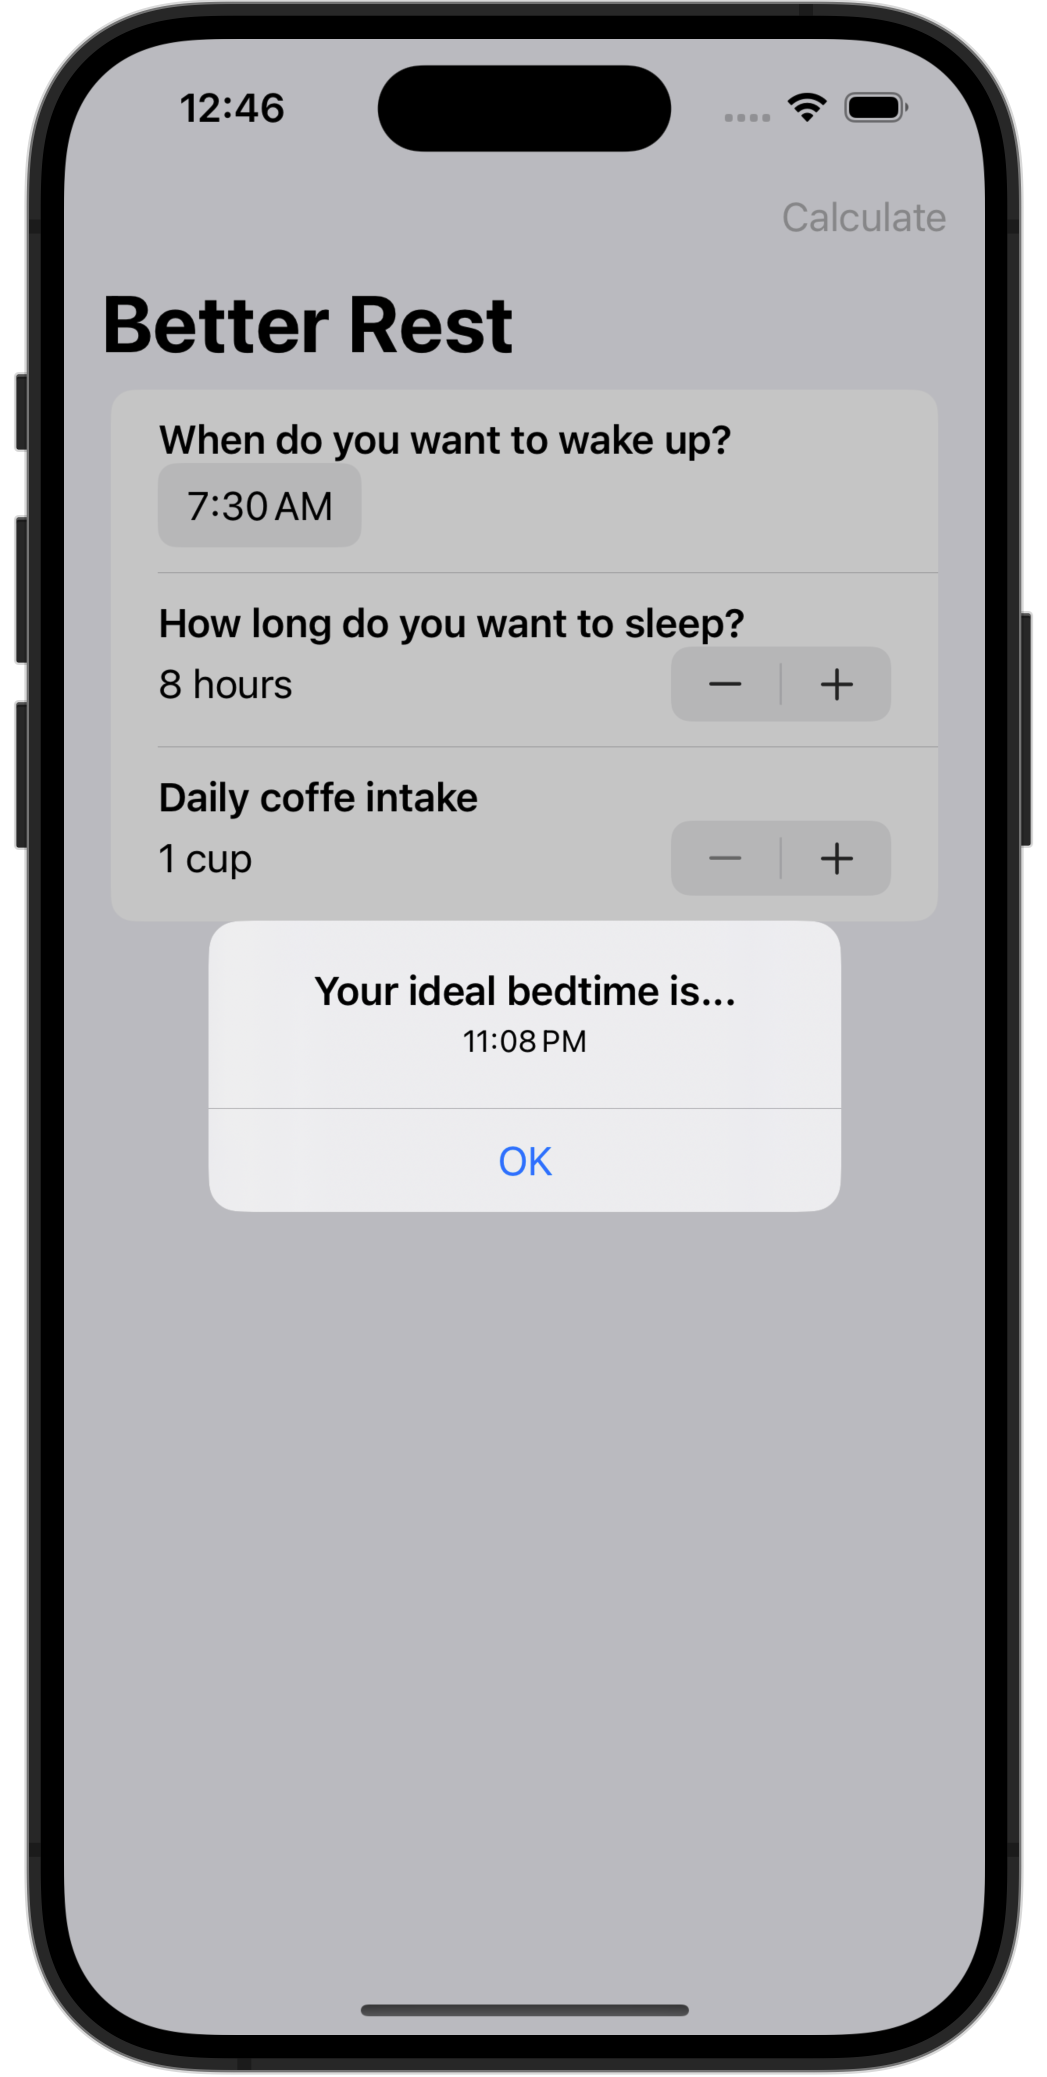 12:46
Calculate
Better Rest
When do you want to wake up?
7:30 AM
How long do you want to sleep?
8 hours
Daily coffe intake
1 cup
Your ideal bedtime is...
11:08 PM
OK